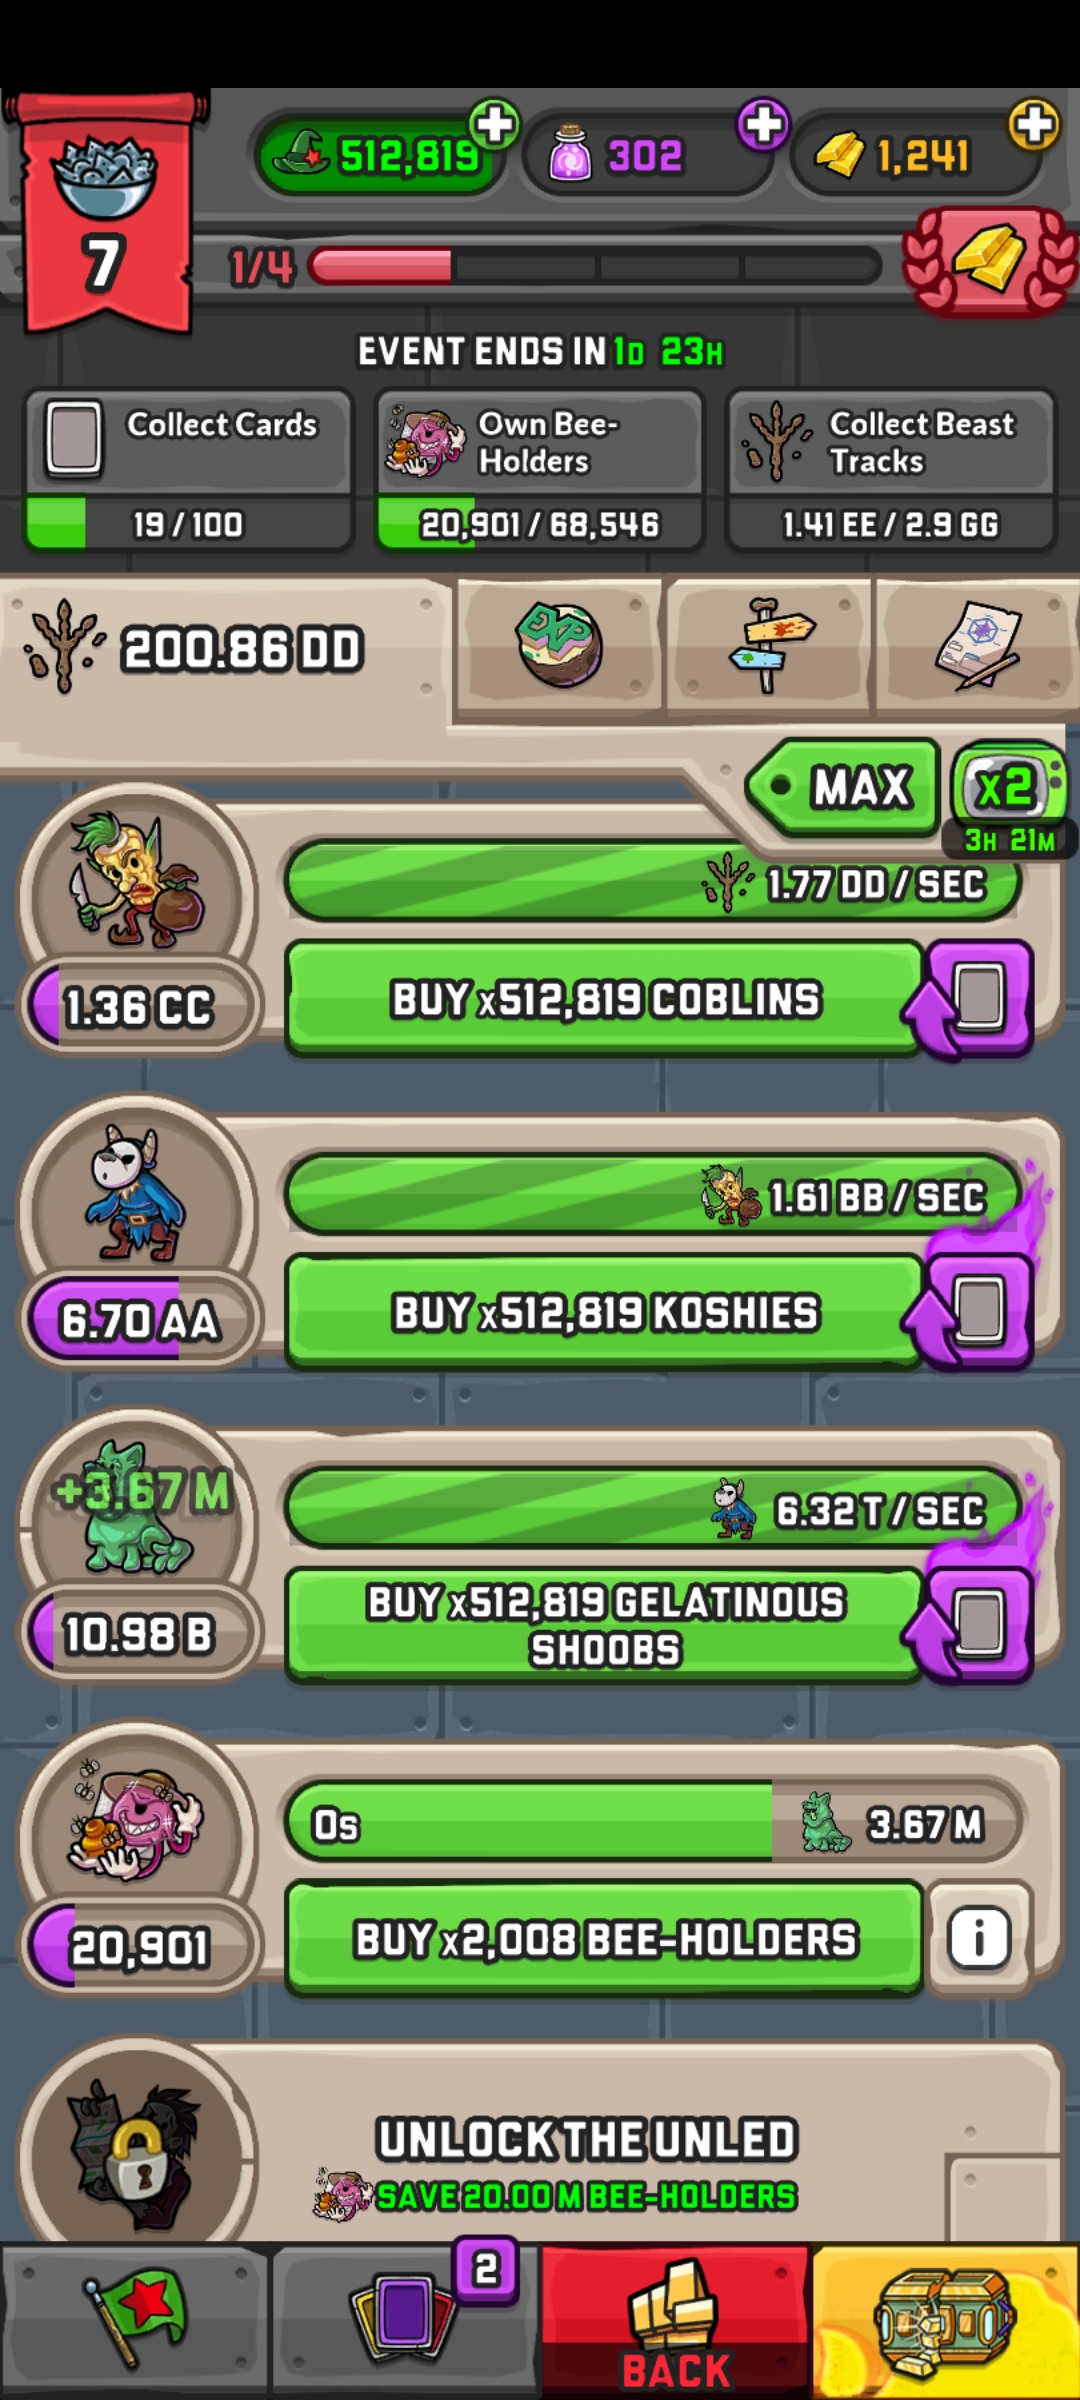 512,819
302
1,241
7
1/4
EVENT ENDS IN 1D 23H
Collect Cards
19 / 100
Own Bee-
Holders
20,901 / 68,546
Collect Beast
Tracks
1.41 EE / 2.9 GG
200.86 DD
EXP
MAX
x2
3H 21M
1.77 DD / SEC
1.36 CC
BUY x512,819 COBLINS
1.61 BB / SEC
6.70 AA
BUY x512,819 KOSHIES
+3.67 M
6.32 T / SEC
10.98 B
BUY x512,819 GELATINOUS
SHOOBS
0s
3.67 M
20,901
BUY x2,008 BEE-HOLDERS
i
UNLOCK THE UNLED
SAVE 20.00 M BEE-HOLDERS
2
BACK